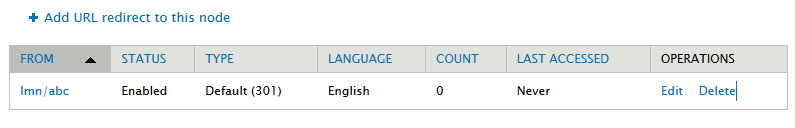 + Add URL redirect to this node
FROM STATUS TYPE LANGUAGE COUNT LAST ACCESSED OPERATIONS
lmn/abc Enabled Default (301) English 0 Never Edit Delete